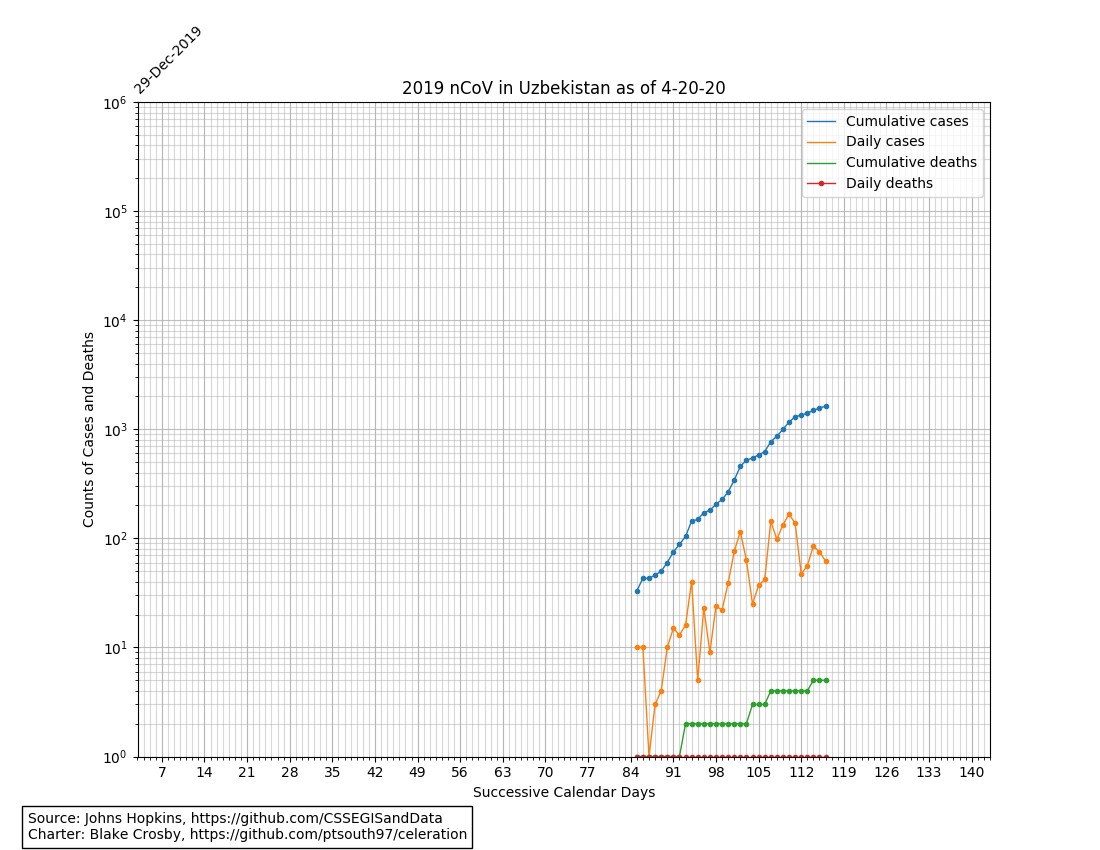 29-Dec-2019
2019 nCoV in Uzbekistan as of 4-20-20
Cumulative cases
Daily cases
Cumulative deaths
Daily deaths
Counts of Cases and Deaths
10^6
10^5
10^4
10^3
10^2
10^1
10^0
7 14 21 28 35 42 49 56 63 70 77 84 91 98 105 112 119 126 133 140
Successive Calendar Days
Source: Johns Hopkins, https://github.com/CSSEGISandData
Charter: Blake Crosby, https://github.com/ptsouth97/celeration